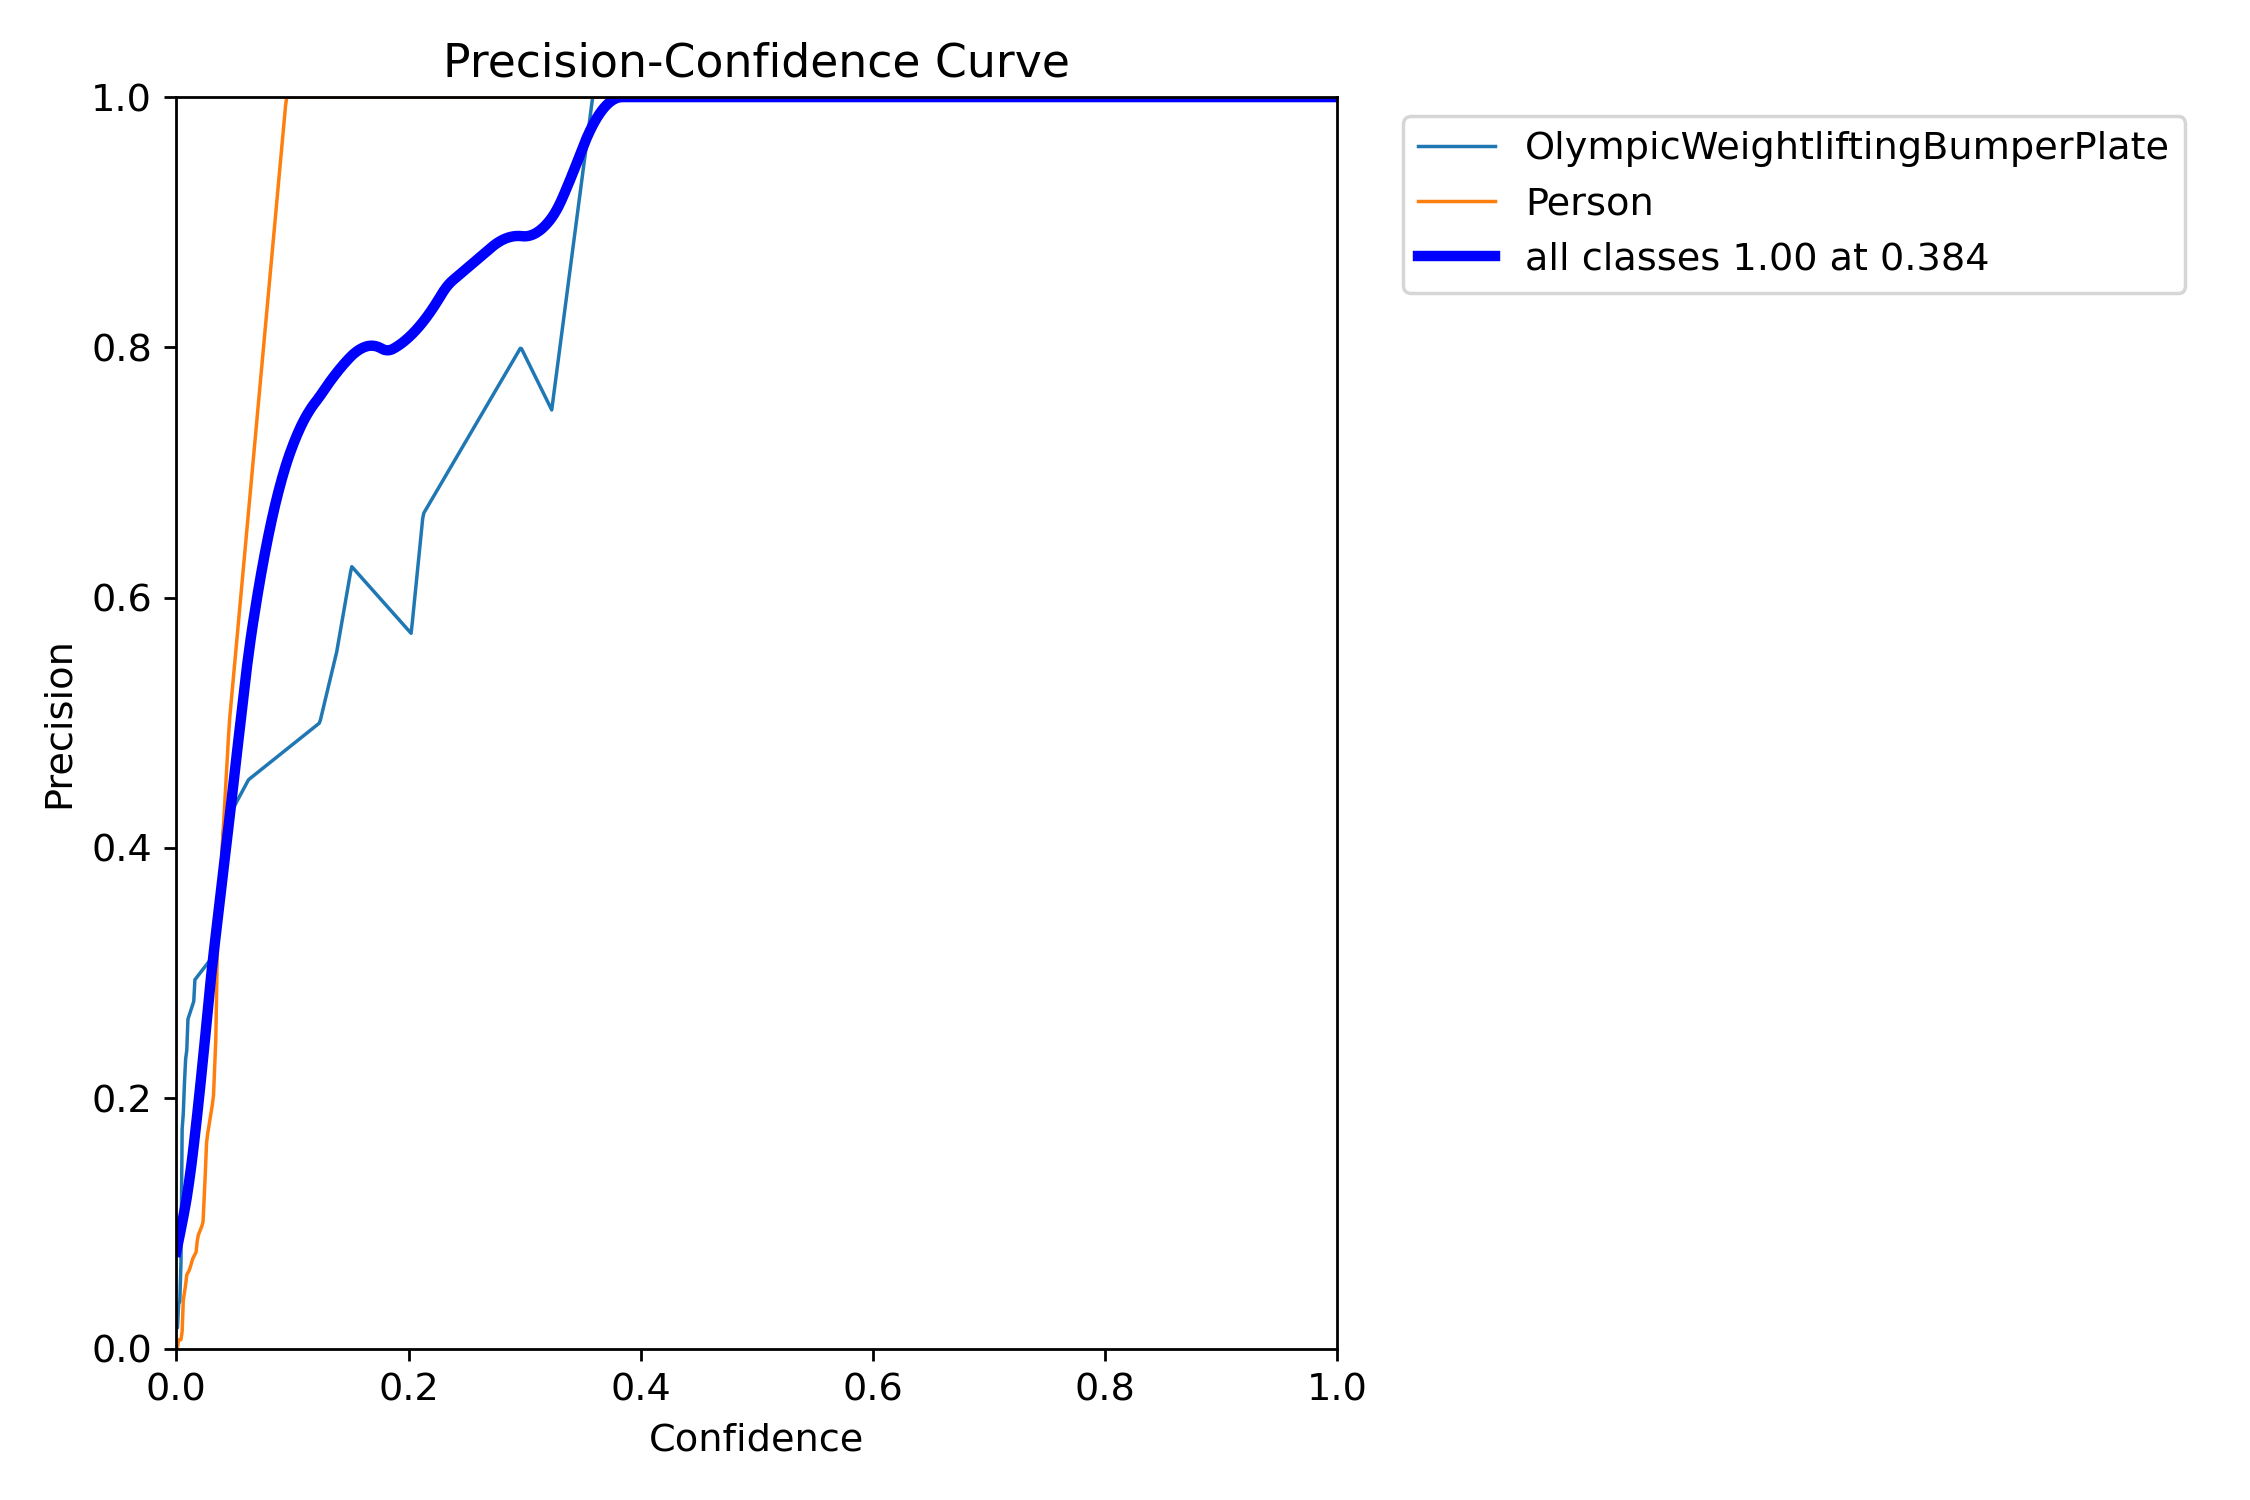 Precision-Confidence Curve
1.0
0.8
0.6
0.4
0.2
0.0
Precision
0.0 0.2 0.4 0.6 0.8 1.0
Confidence
OlympicWeightliftingBumperPlate
Person
all classes 1.00 at 0.384